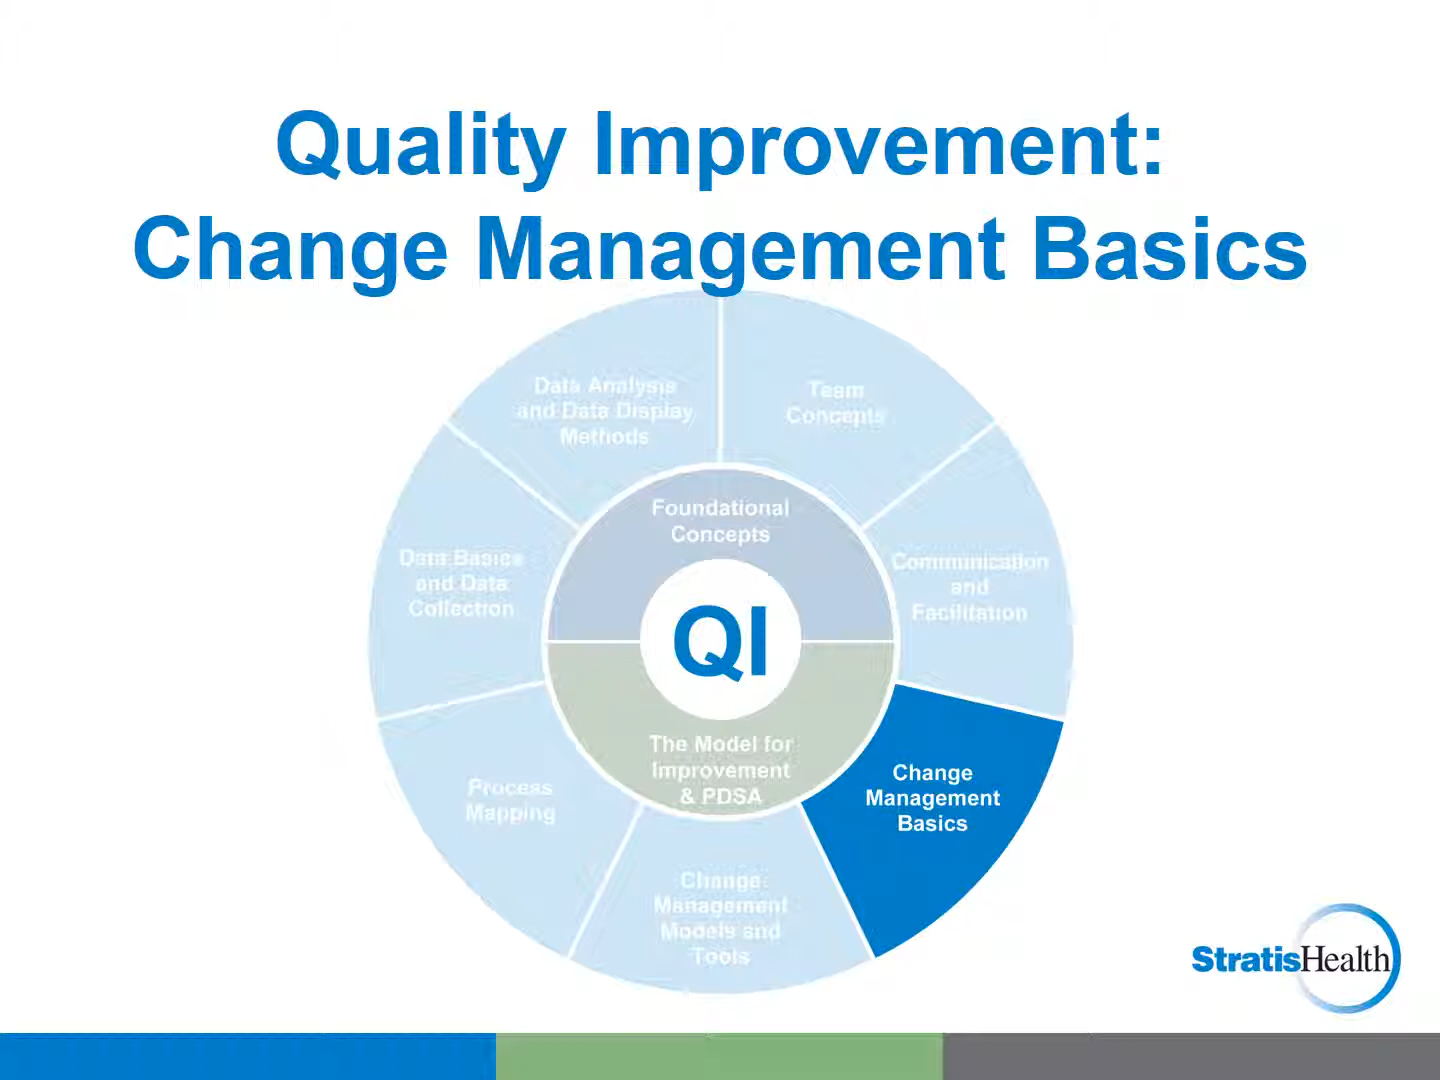 Quality Improvement:
Change Management Basics
Data Analysis
and Data Display
Methods
Team
Concepts
Foundational
Concepts
Data Basics
and Data
Collection
Communication
and
Facilitation
QI
The Model for
Improvement
& PDSA
Process
Mapping
Change
Management
Basics
Change
Management
Models and
Tools
StratisHealth